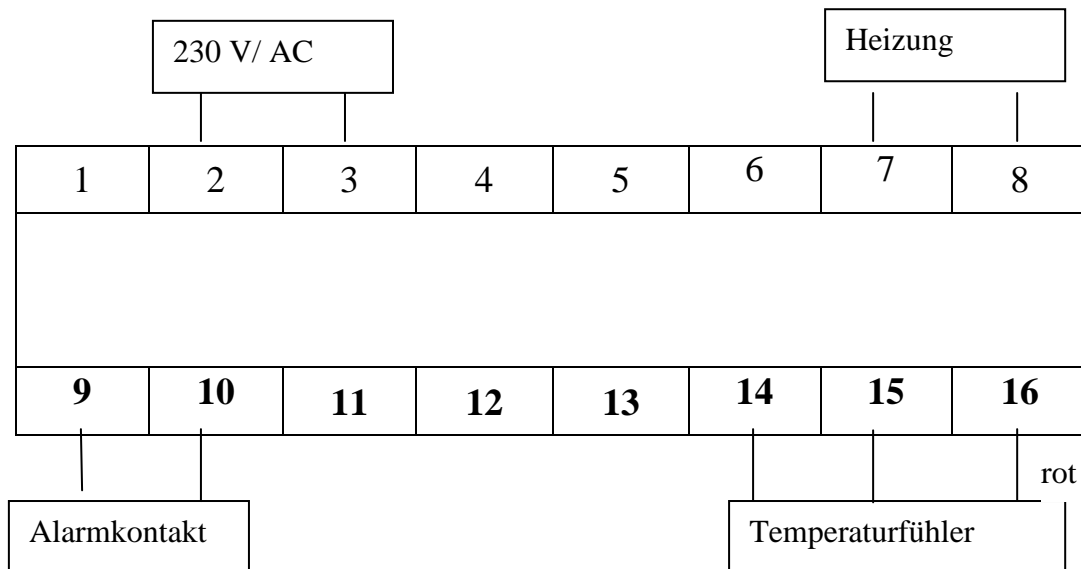 230 V/ AC
Heizung
1 2 3 4 5 6 7 8
9 10 11 12 13 14 15 16
rot
Alarmkontakt
Temperaturfühler